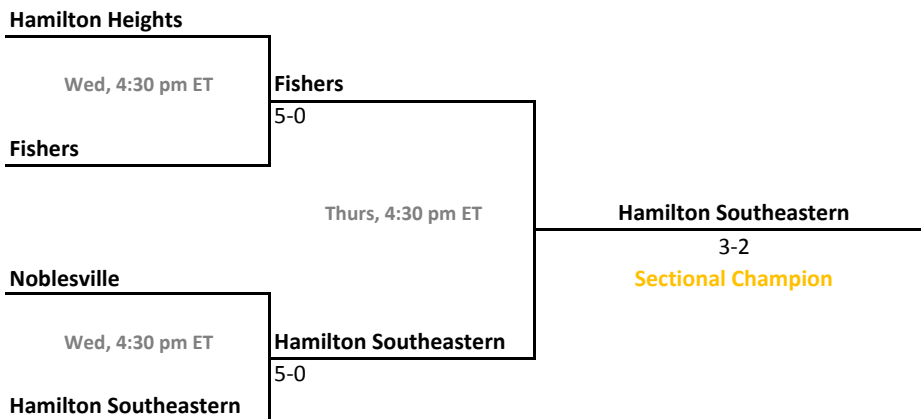 Hamilton Heights
Wed, 4:30 pm ET
Fishers
5-0
Fishers
Thurs, 4:30 pm ET
Hamilton Southeastern
3-2
Sectional Champion
Noblesville
Wed, 4:30 pm ET
Hamilton Southeastern
5-0
Hamilton Southeastern